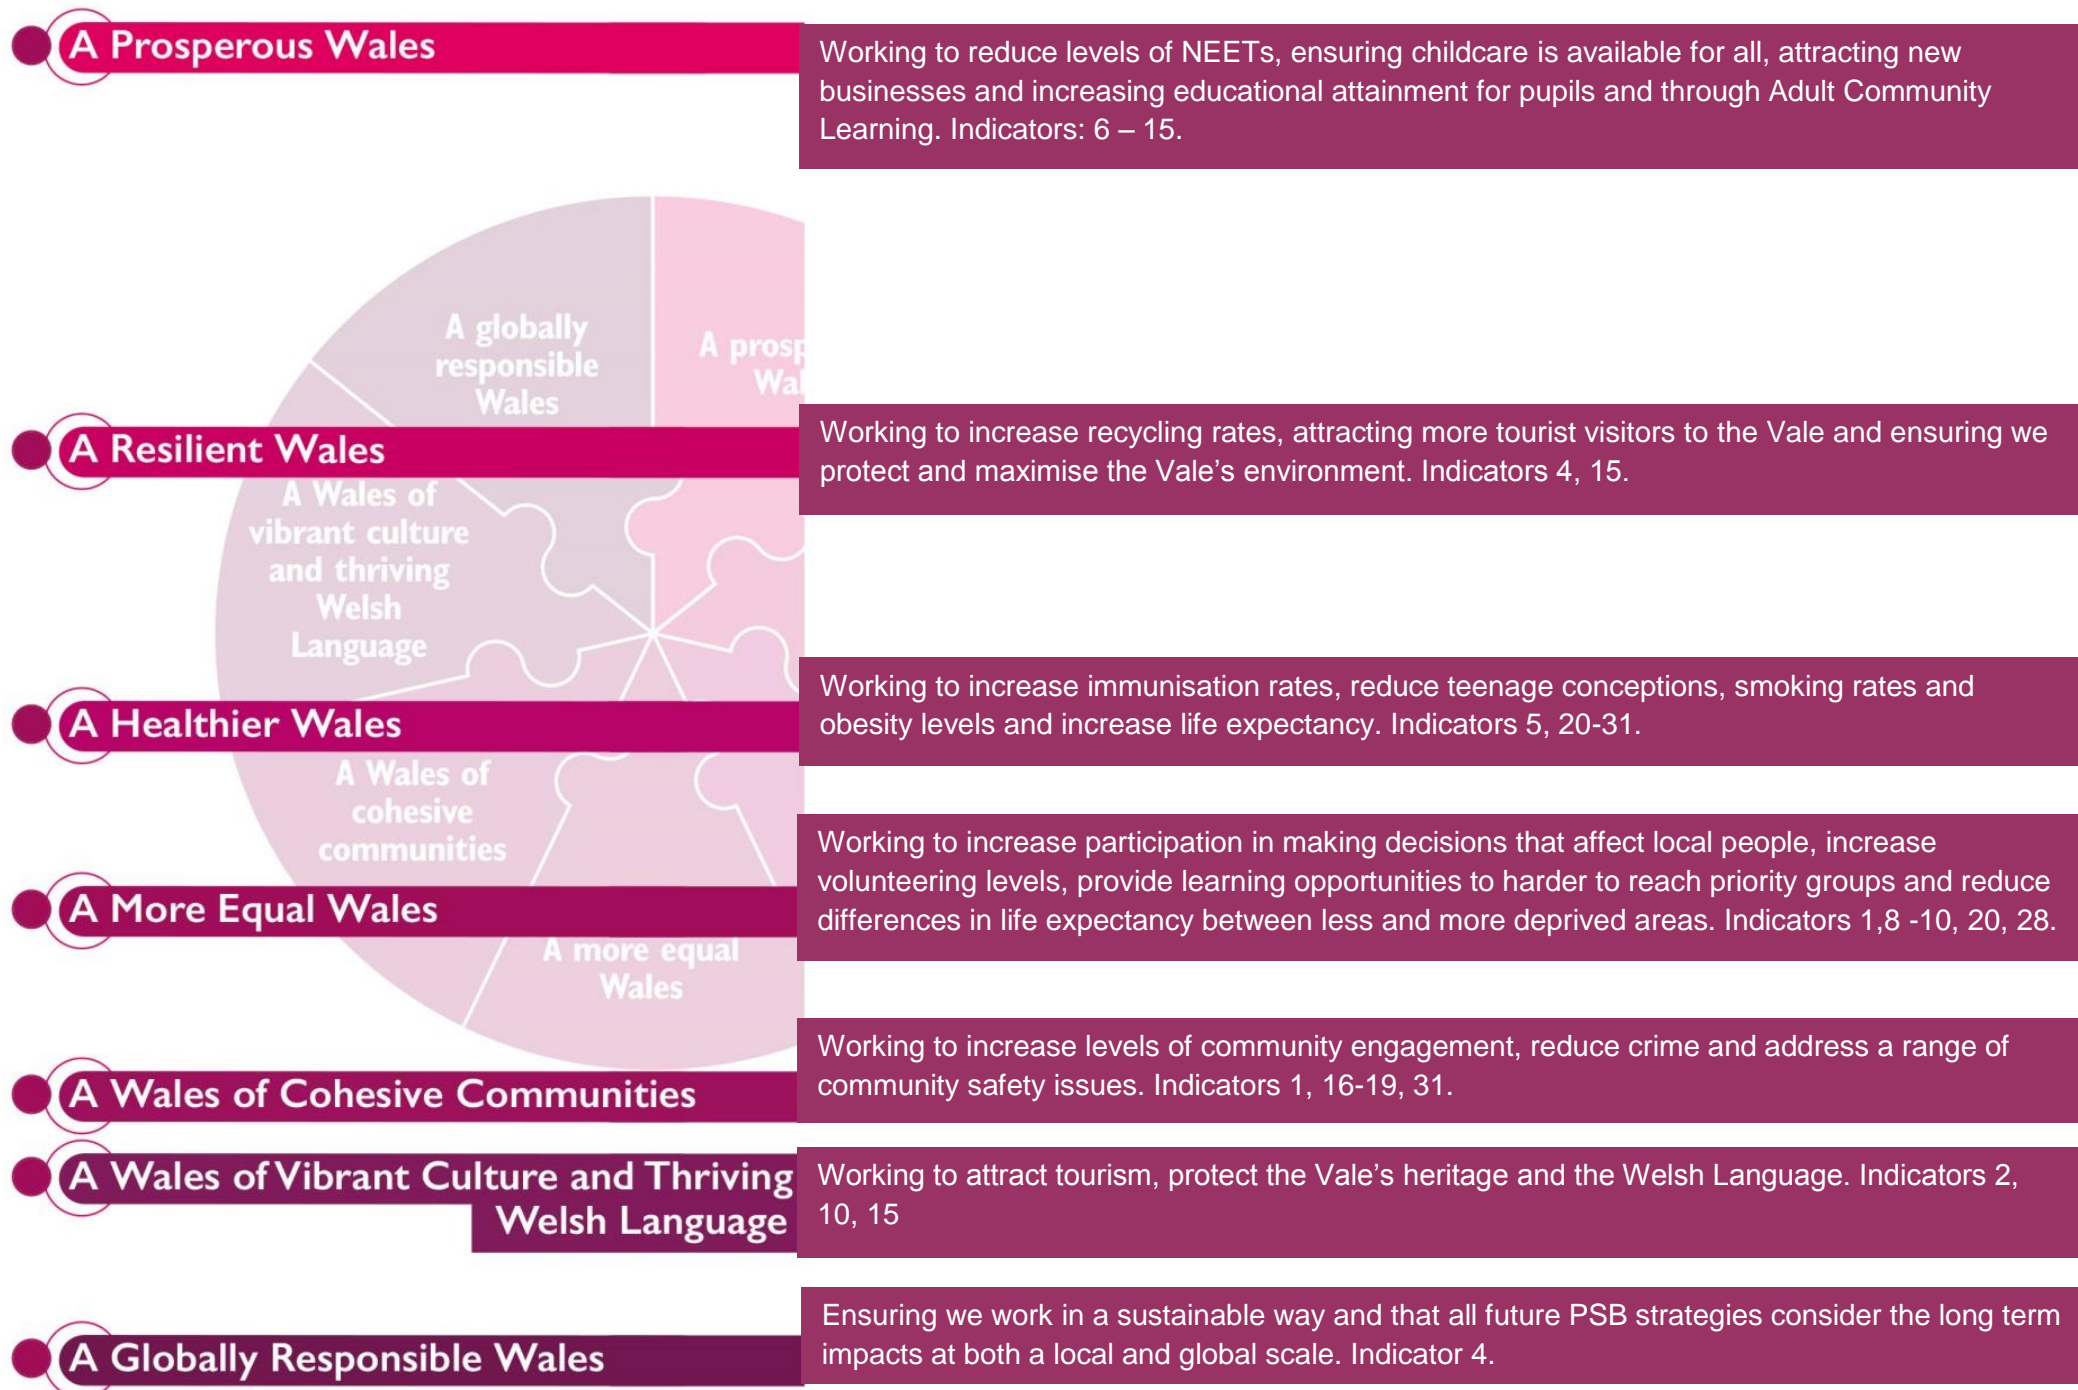 A Prosperous Wales
Working to reduce levels of NEETs, ensuring childcare is available for all, attracting new
businesses and increasing educational attainment for pupils and through Adult Community
Learning. Indicators: 6 – 15.
A globally
responsible
Wales
A prosp
Wal
A Resilient Wales
Working to increase recycling rates, attracting more tourist visitors to the Vale and ensuring we
protect and maximise the Vale’s environment. Indicators 4, 15.
A Wales of
vibrant culture
and thriving
Welsh
Language
A Healthier Wales
Working to increase immunisation rates, reduce teenage conceptions, smoking rates and
obesity levels and increase life expectancy. Indicators 5, 20-31.
A Wales of
cohesive
communities
A More Equal Wales
Working to increase participation in making decisions that affect local people, increase
volunteering levels, provide learning opportunities to harder to reach priority groups and reduce
differences in life expectancy between less and more deprived areas. Indicators 1,8 -10, 20, 28.
A more equal
Wales
A Wales of Cohesive Communities
Working to increase levels of community engagement, reduce crime and address a range of
community safety issues. Indicators 1, 16-19, 31.
A Wales of Vibrant Culture and Thriving
Welsh Language
Working to attract tourism, protect the Vale’s heritage and the Welsh Language. Indicators 2,
10, 15
A Globally Responsible Wales
Ensuring we work in a sustainable way and that all future PSB strategies consider the long term
impacts at both a local and global scale. Indicator 4.